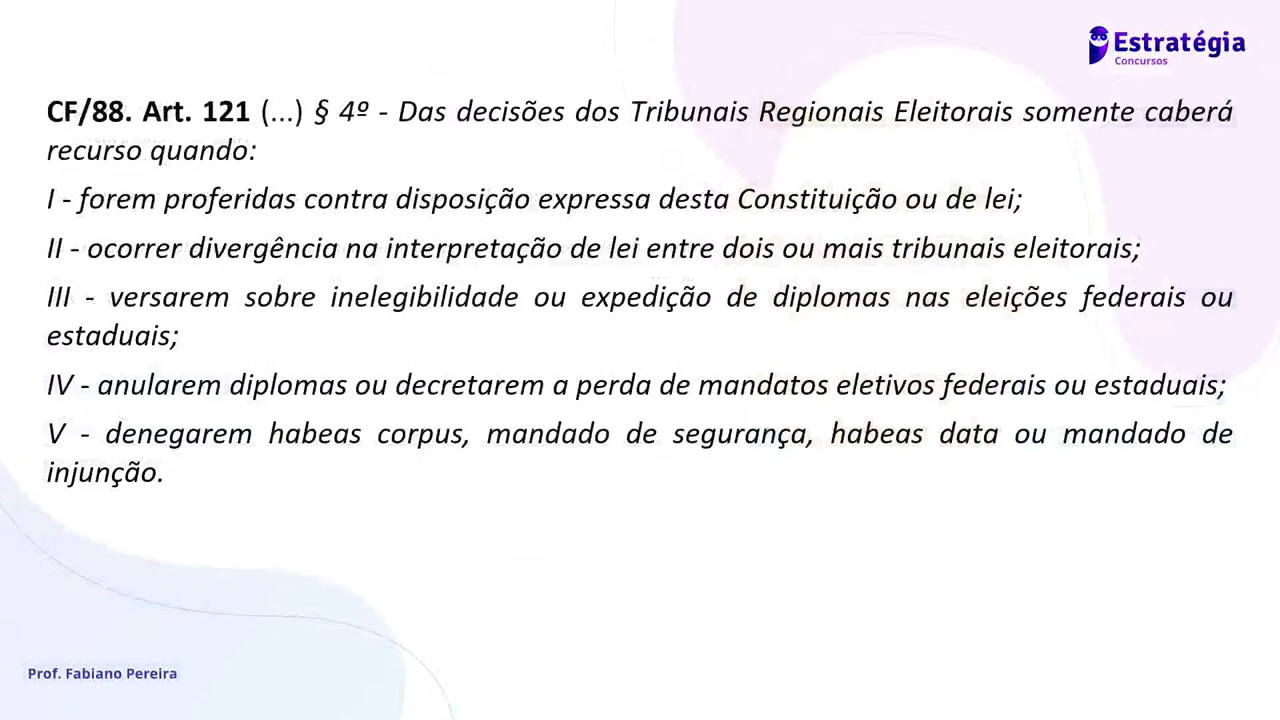 Estratégia
Concursos
CF/88. Art. 121 (...) § 4º - Das decisões dos Tribunais Regionais Eleitorais somente caberá
recurso quando:
I - forem proferidas contra disposição expressa desta Constituição ou de lei;
II - ocorrer divergência na interpretação de lei entre dois ou mais tribunais eleitorais;
III - versarem sobre inelegibilidade ou expedição de diplomas nas eleições federais ou
estaduais;
IV - anularem diplomas ou decretarem a perda de mandatos eletivos federais ou estaduais;
V - denegarem habeas corpus, mandado de segurança, habeas data ou mandado de
injunção.
Prof. Fabiano Pereira